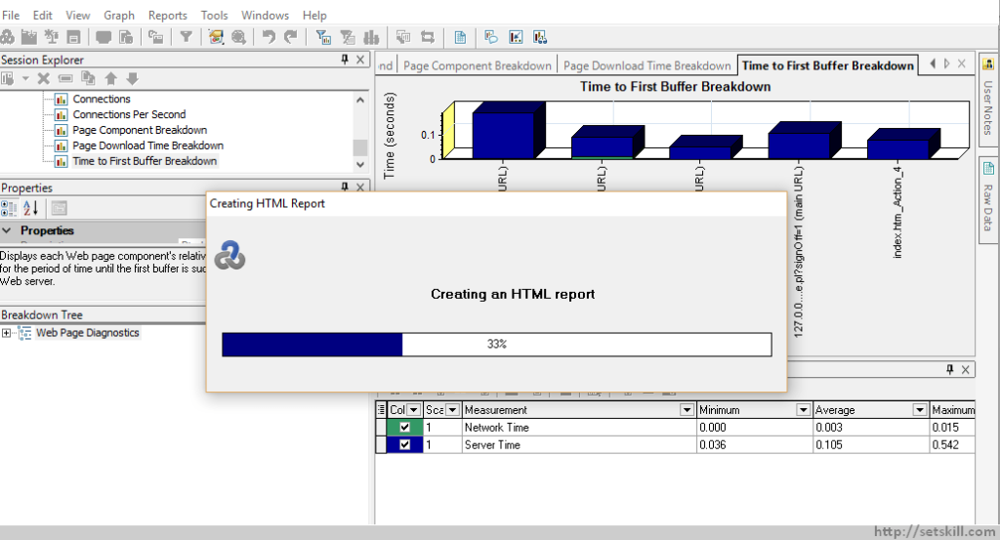 File Edit View Graph Reports Tools Windows Help
Session Explorer
nd Page Component Breakdown Page Download Time Breakdown Time to First Buffer Breakdown
Connections
Connections Per Second
Page Component Breakdown
Page Download Time Breakdown
Time to First Buffer Breakdown
Properties
Properties
Displays each Web page component's relativ
for the period of time until the first buffer is suc
Web server.
Breakdown Tree
Web Page Diagnostics
Time to First Buffer Breakdown
Time (seconds)
0.1
0
URL)
URL)
URL)
127.0.0....e.pl?signOff=1 (main URL)
index.htm_Action_4
User Notes
Raw Data
Creating HTML Report
Creating an HTML report
33%
Col Sca Measurement Minimum Average Maximum
1 Network Time 0.000 0.003 0.015
1 Server Time 0.036 0.105 0.542
http://setskill.com